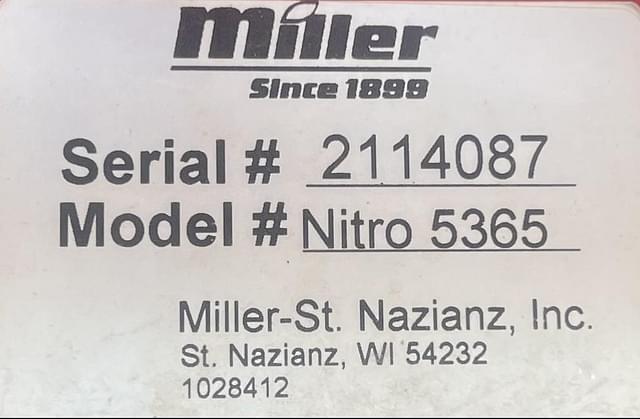 Miller
Since 1899
Serial # 2114087
Model # Nitro 5365
Miller-St. Nazianz, Inc.
St. Nazianz, WI 54232
1028412